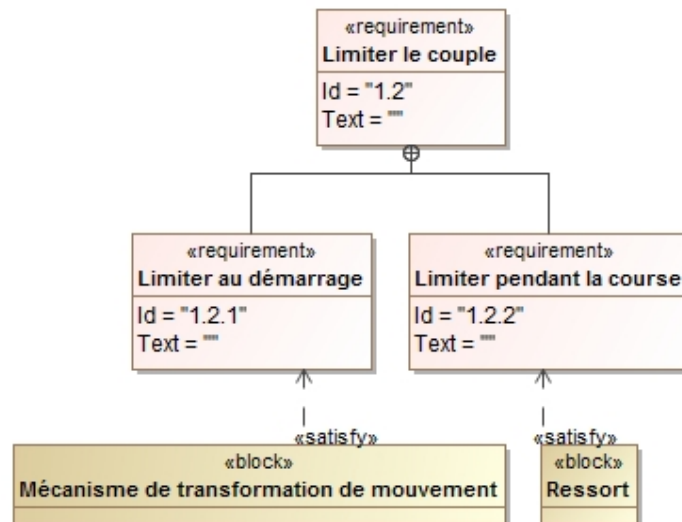 «requirement»
Limiter le couple
Id = "1.2"
Text = ""
«requirement»
Limiter au démarrage
Id = "1.2.1"
Text = ""
«requirement»
Limiter pendant la course
Id = "1.2.2"
Text = ""
«satisfy»
«satisfy»
«block»
Mécanisme de transformation de mouvement
«block»
Ressort